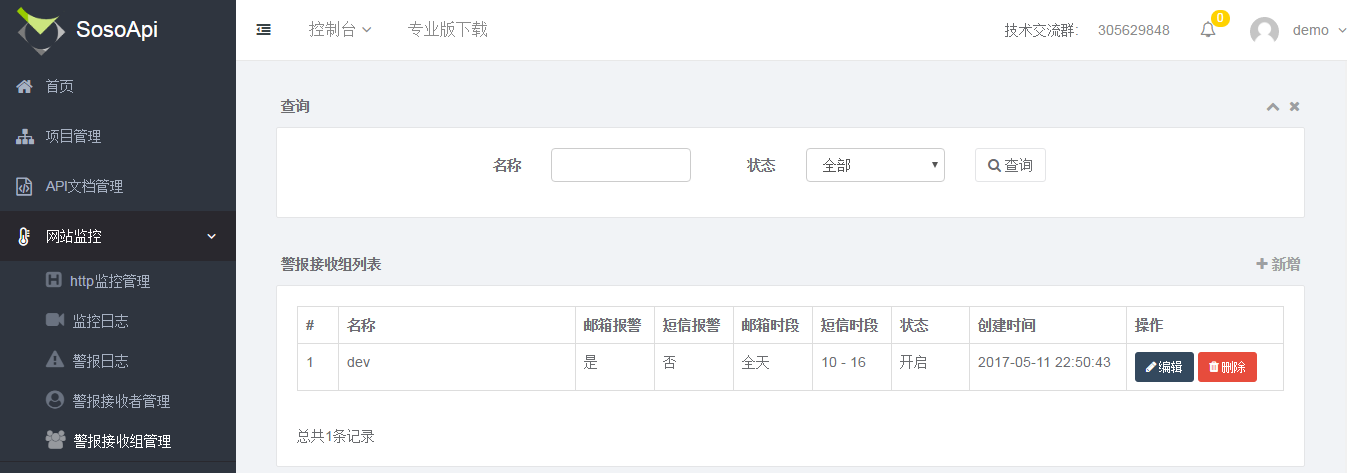 SosoApi
控制台
专业版下载
技术交流群:
305629848
0
demo
首页
项目管理
API文档管理
网站监控
http监控管理
监控日志
警报日志
警报接收者管理
警报接收组管理
查询
名称
状态
全部
查询
警报接收组列表
新增
# 名称 邮箱报警 短信报警 邮箱时段 短信时段 状态 创建时间 操作
1 dev 是 否 全天 10 - 16 开启 2017-05-11 22:50:43 编辑 删除
总共1条记录